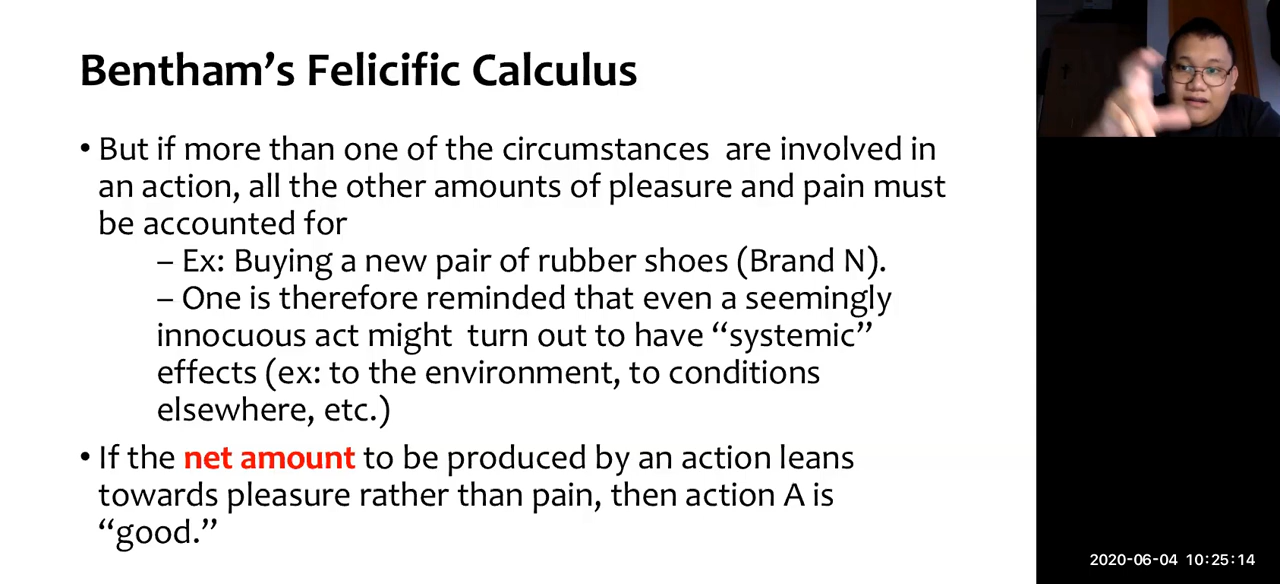 Bentham’s Felicific Calculus
• But if more than one of the circumstances  are involved in
an action, all the other amounts of pleasure and pain must
be accounted for
– Ex: Buying a new pair of rubber shoes (Brand N).
– One is therefore reminded that even a seemingly
innocuous act might  turn out to have “systemic”
effects (ex: to the environment, to conditions
elsewhere, etc.)
• If the net amount to be produced by an action leans
towards pleasure rather than pain, then action A is
“good.”
2020-06-04 10:25:14